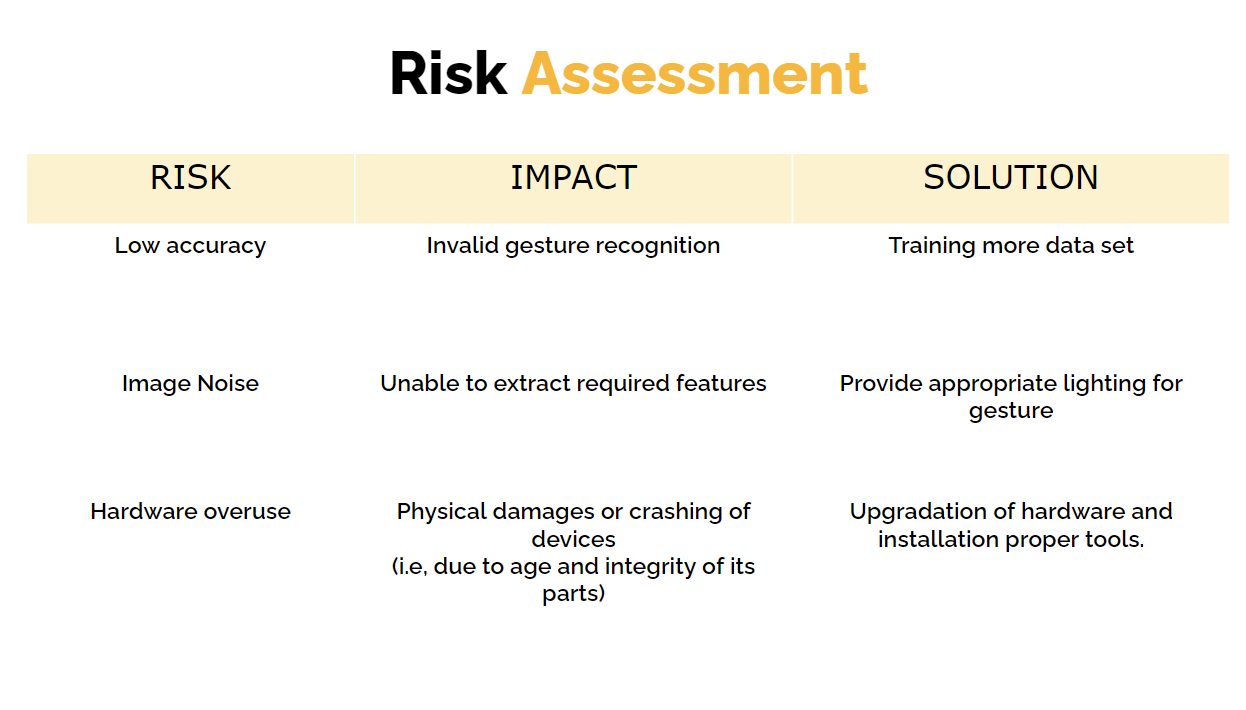 Risk Assessment
RISK
IMPACT
SOLUTION
Low accuracy
Invalid gesture recognition
Training more data set
Image Noise
Unable to extract required features
Provide appropriate lighting for
gesture
Hardware overuse
Physical damages or crashing of
devices
(i.e, due to age and integrity of its
parts)
Upgradation of hardware and
installation proper tools.